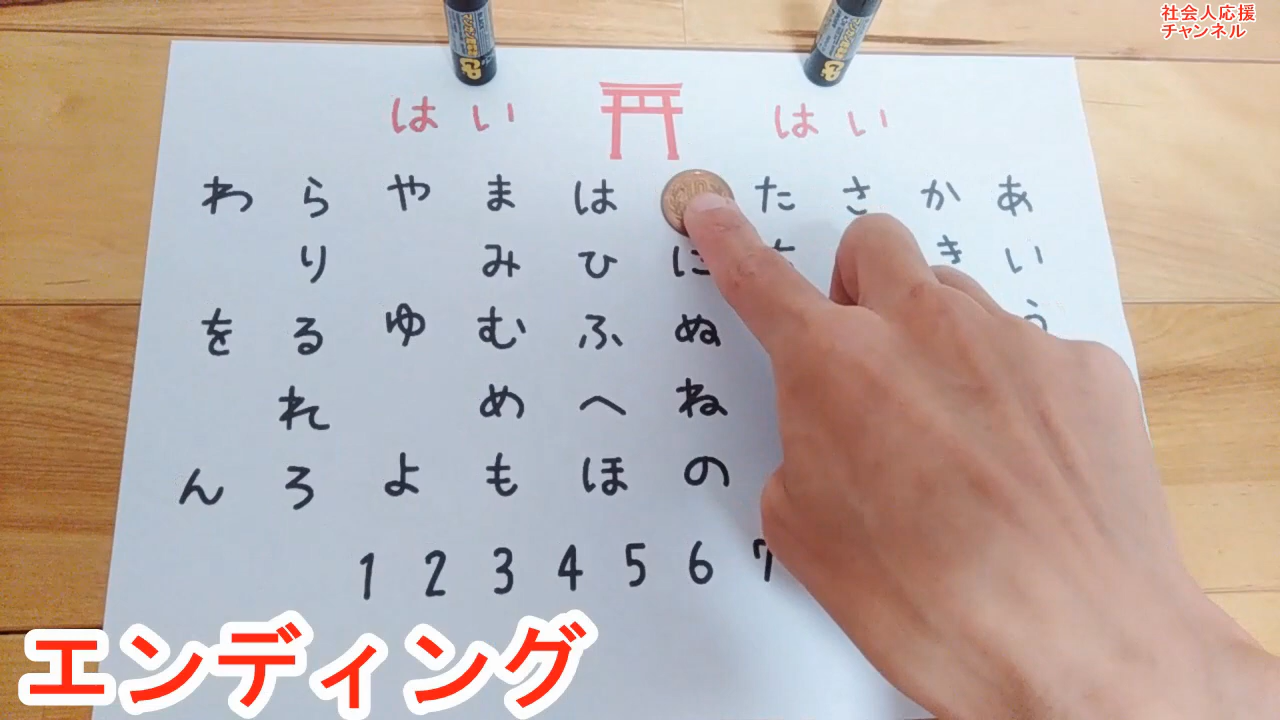 社会人応援
チャンネル
はい はい
わ ら や ま は た さ か あ
り み ひ に き い
を る ゆ む ふ ぬ う
れ め へ ね
ん ろ よ も ほ の
1 2 3 4 5 6 7
エンディング